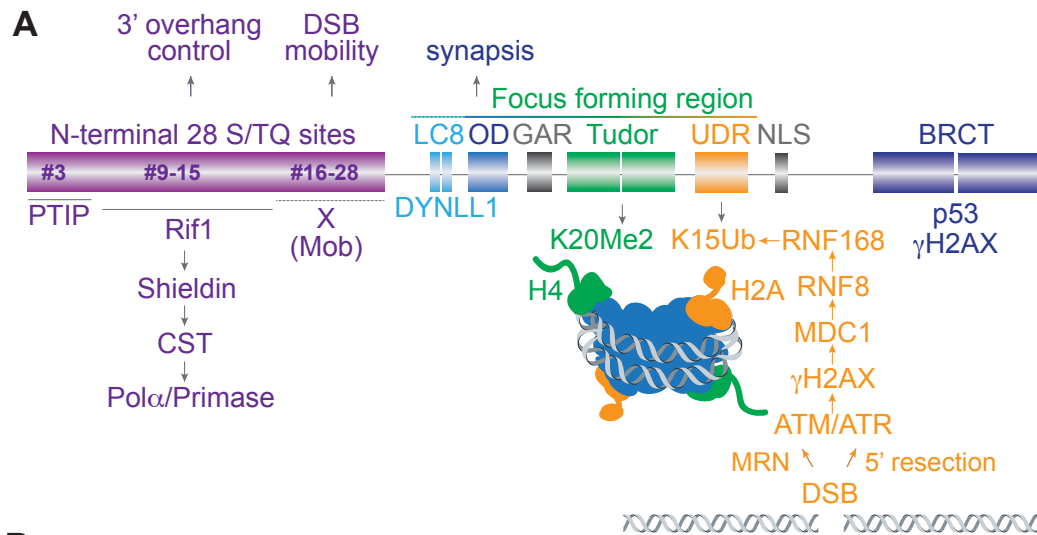 A
3' overhang
control
DSB
mobility
synapsis
Focus forming region
N-terminal 28 S/TQ sites
LC8 OD GAR Tudor UDR NLS BRCT
#3 #9-15 #16-28
PTIP
Rif1
X
(Mob)
DYNLL1
p53
γH2AX
Shieldin
CST
Polα/Primase
K20Me2 K15Ub RNF168
H4 H2A RNF8
MDC1
γH2AX
ATM/ATR
MRN 5' resection
DSB